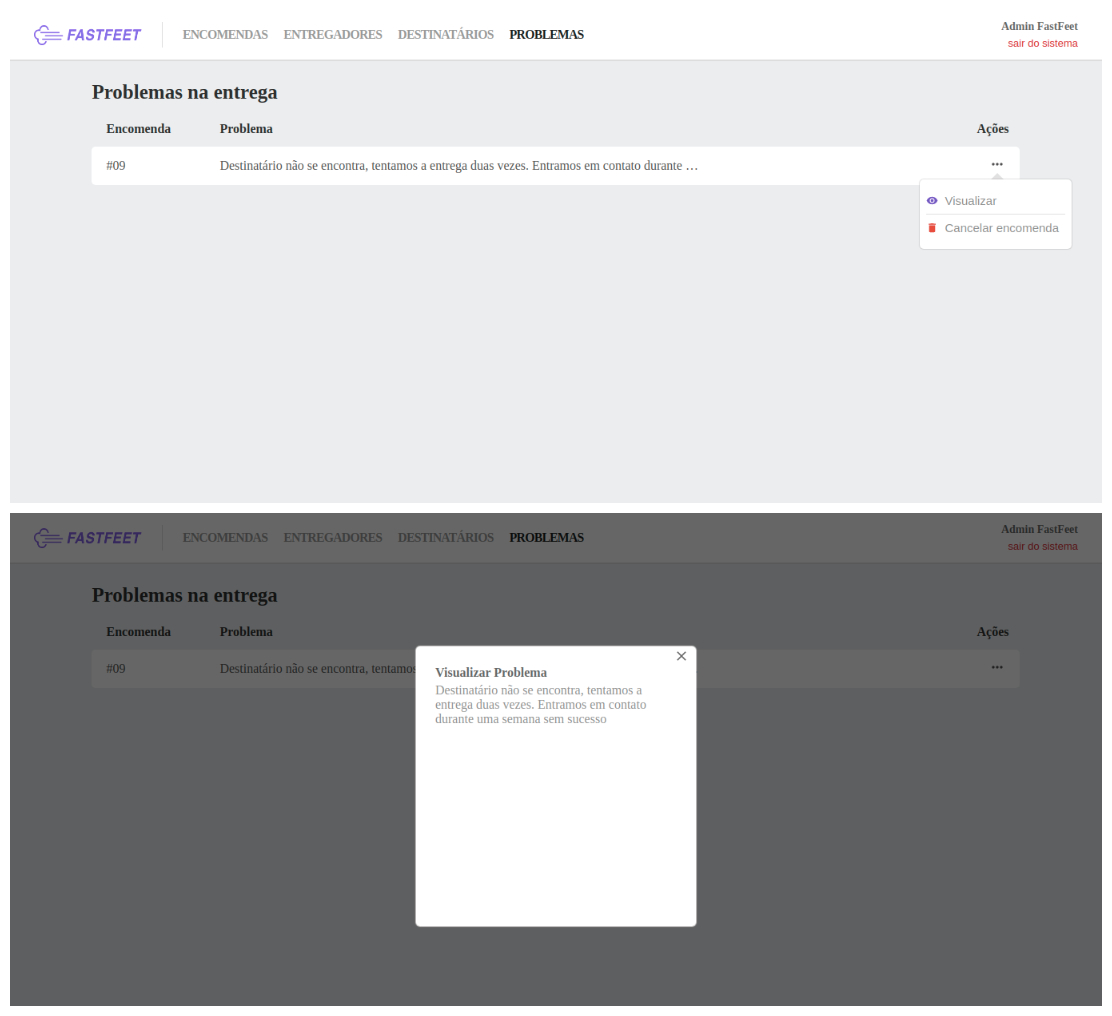 FASTFEET ENCOMENDAS ENTREGADORES DESTINATÁRIOS PROBLEMAS Admin FastFeet
sair do sistema
Problemas na entrega
Encomenda Problema Ações
#09 Destinatário não se encontra, tentamos a entrega duas vezes. Entramos em contato durante …
Visualizar
Cancelar encomenda
FASTFEET ENCOMENDAS ENTREGADORES DESTINATÁRIOS PROBLEMAS Admin FastFeet
sair do sistema
Problemas na entrega
Encomenda Problema Ações
#09 Destinatário não se encontra, tentamos
Visualizar Problema
Destinatário não se encontra, tentamos a
entrega duas vezes. Entramos em contato
durante uma semana sem sucesso